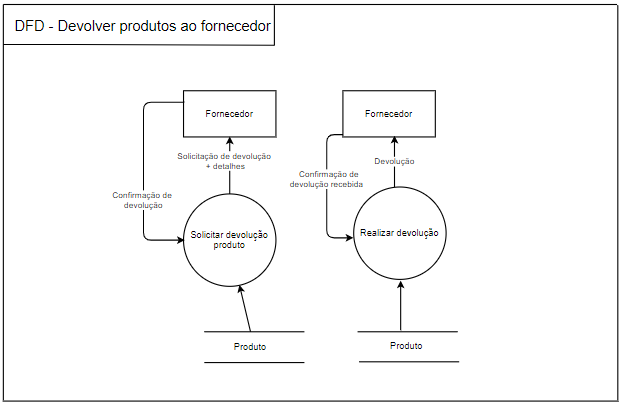 DFD - Devolver produtos ao fornecedor
Fornecedor
Fornecedor
Solicitação de devolução
+ detalhes
Devolução
Confirmação de
devolução recebida
Confirmação de
devolução
Solicitar devolução
produto
Realizar devolução
Produto
Produto